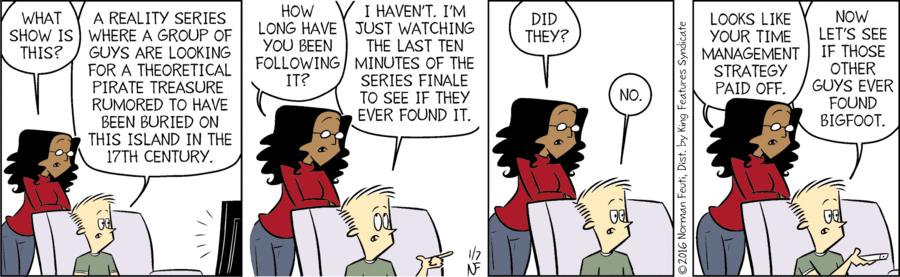 WHAT
SHOW IS
THIS?
A REALITY SERIES
WHERE A GROUP OF
GUYS ARE LOOKING
FOR A THEORETICAL
PIRATE TREASURE
RUMORED TO HAVE
BEEN BURIED ON
THIS ISLAND IN THE
17TH CENTURY.
HOW
LONG HAVE
YOU BEEN
FOLLOWING
IT?
I HAVEN'T. I'M
JUST WATCHING
THE LAST TEN
MINUTES OF THE
SERIES FINALE
TO SEE IF THEY
EVER FOUND IT.
1/7
NF
DID
THEY?
NO.
©2016 Norman Feuti, Dist. by King Features Syndicate
LOOKS LIKE
YOUR TIME
MANAGEMENT
STRATEGY
PAID OFF.
NOW
LET'S SEE
IF THOSE
OTHER
GUYS EVER
FOUND
BIGFOOT.